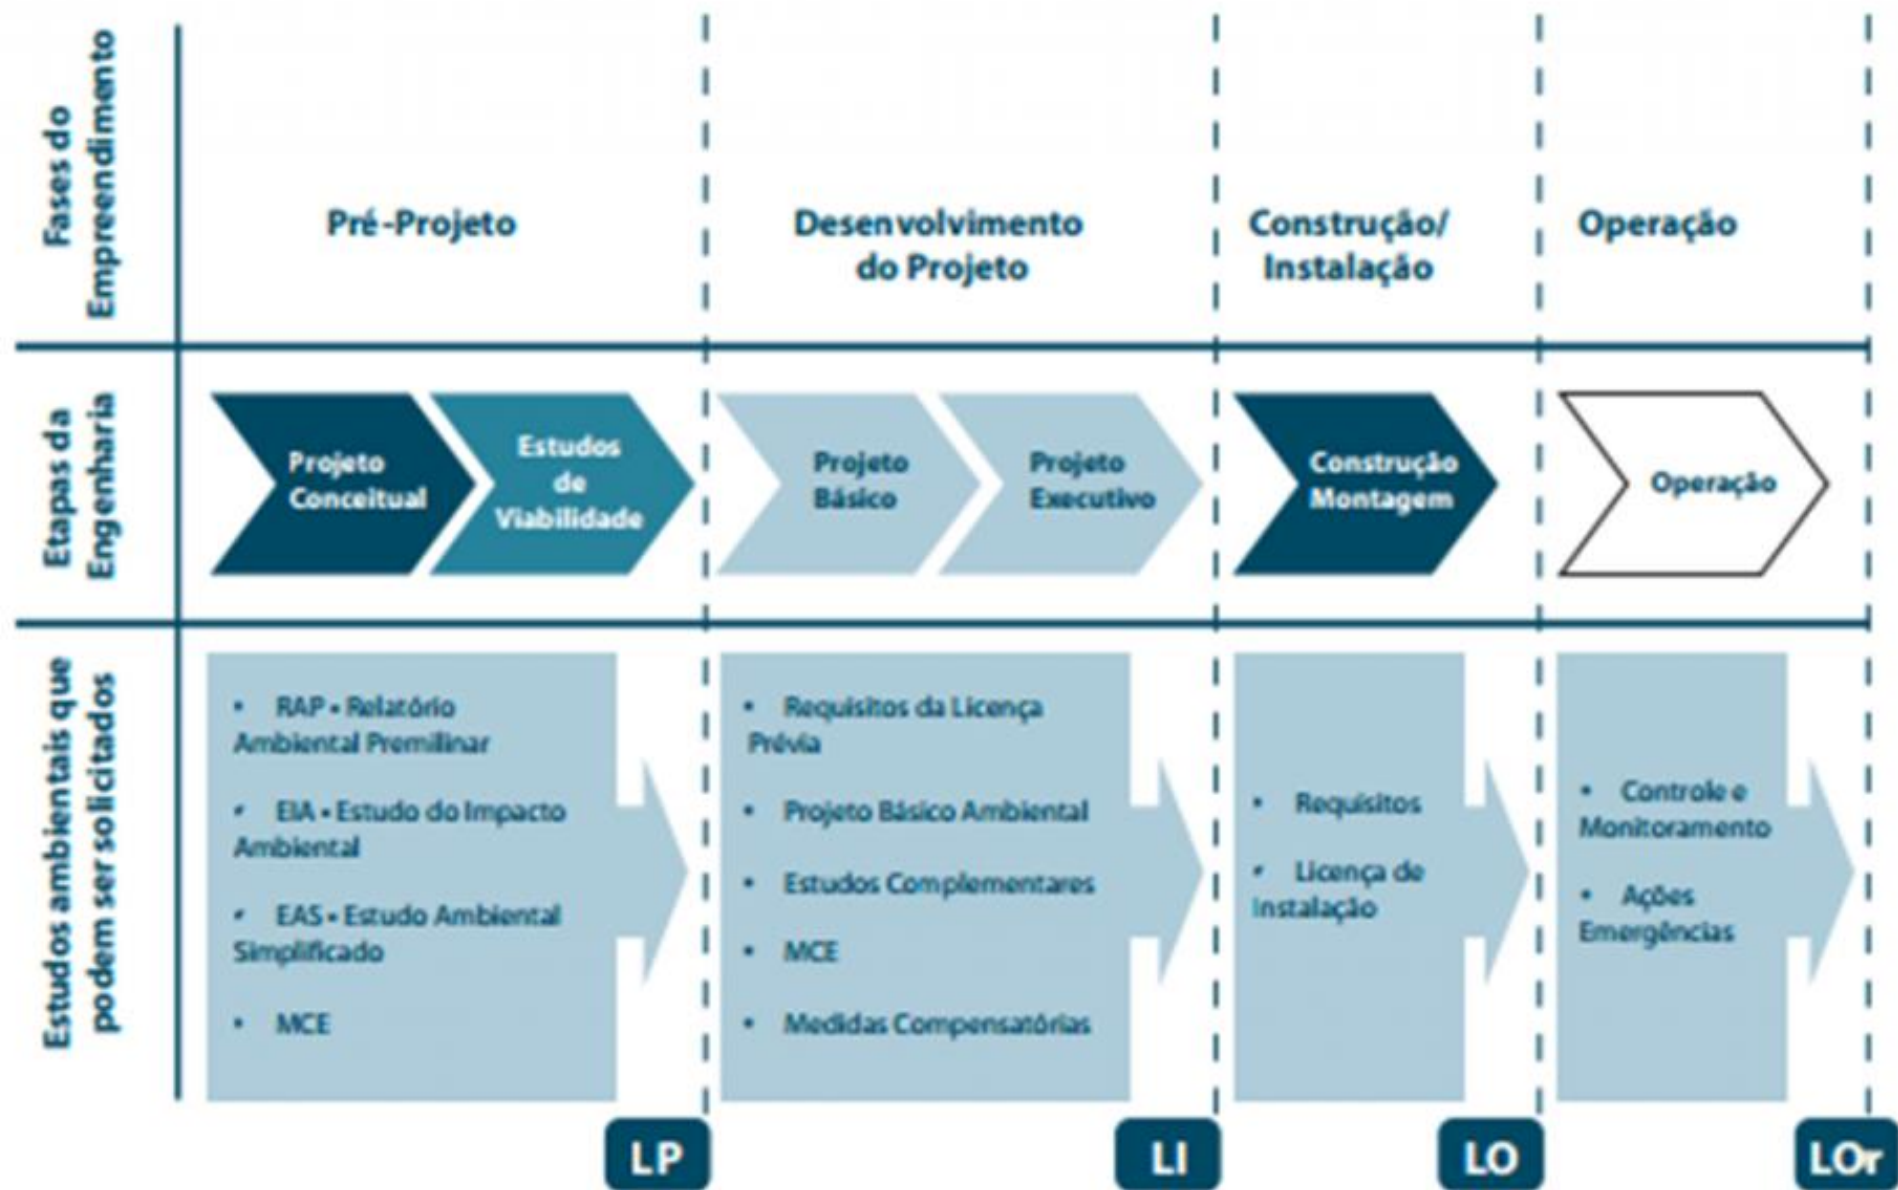 Fases do
Empreendimento
Pré-Projeto
Desenvolvimento
do Projeto
Construção/
Instalação
Operação
Etapas da
Engenharia
Projeto
Conceitual
Estudos
de
Viabilidade
Projeto
Básico
Projeto
Executivo
Construção
Montagem
Operação
Estudos ambientais que
podem ser solicitados
• RAP - Relatório
Ambiental Premilinar
• EIA - Estudo do Impacto
Ambiental
• EAS - Estudo Ambiental
Simplificado
• MCE
• Requisitos da Licença
Prévia
• Projeto Básico Ambiental
• Estudos Complementares
• MCE
• Medidas Compensatórias
• Requisitos
• Licença de
Instalação
• Controle e
Monitoramento
• Ações
Emergências
LP
LI
LO
LOr